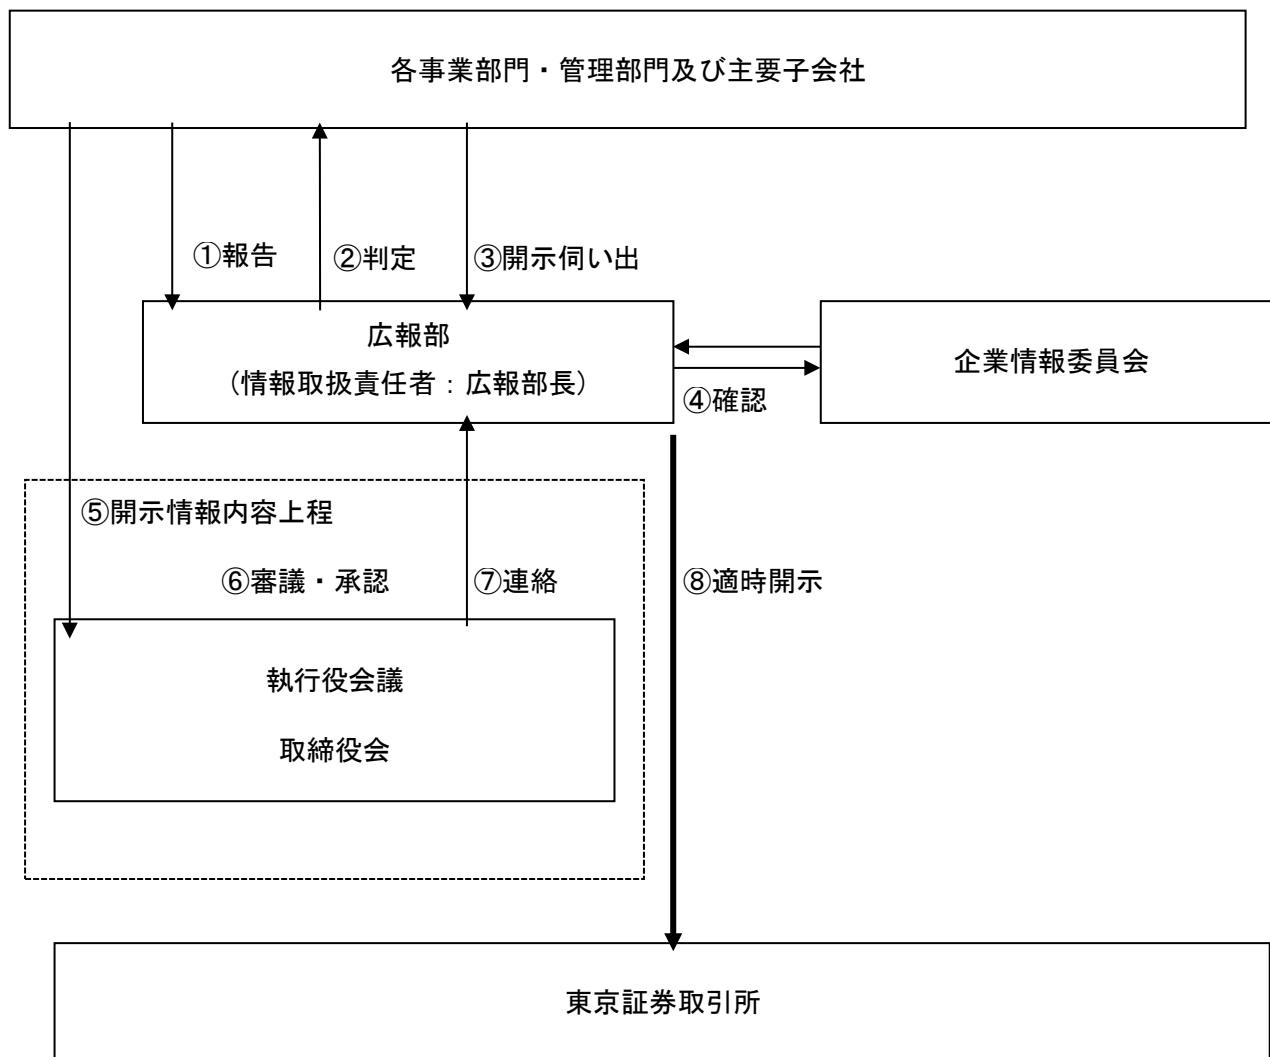 各事業部門・管理部門及び主要子会社
①報告
②判定
③開示伺い出
広報部
（情報取扱責任者：広報部長）
企業情報委員会
④確認
⑤開示情報内容上程
⑥審議・承認
⑦連絡
⑧適時開示
執行役会議
取締役会
東京証券取引所